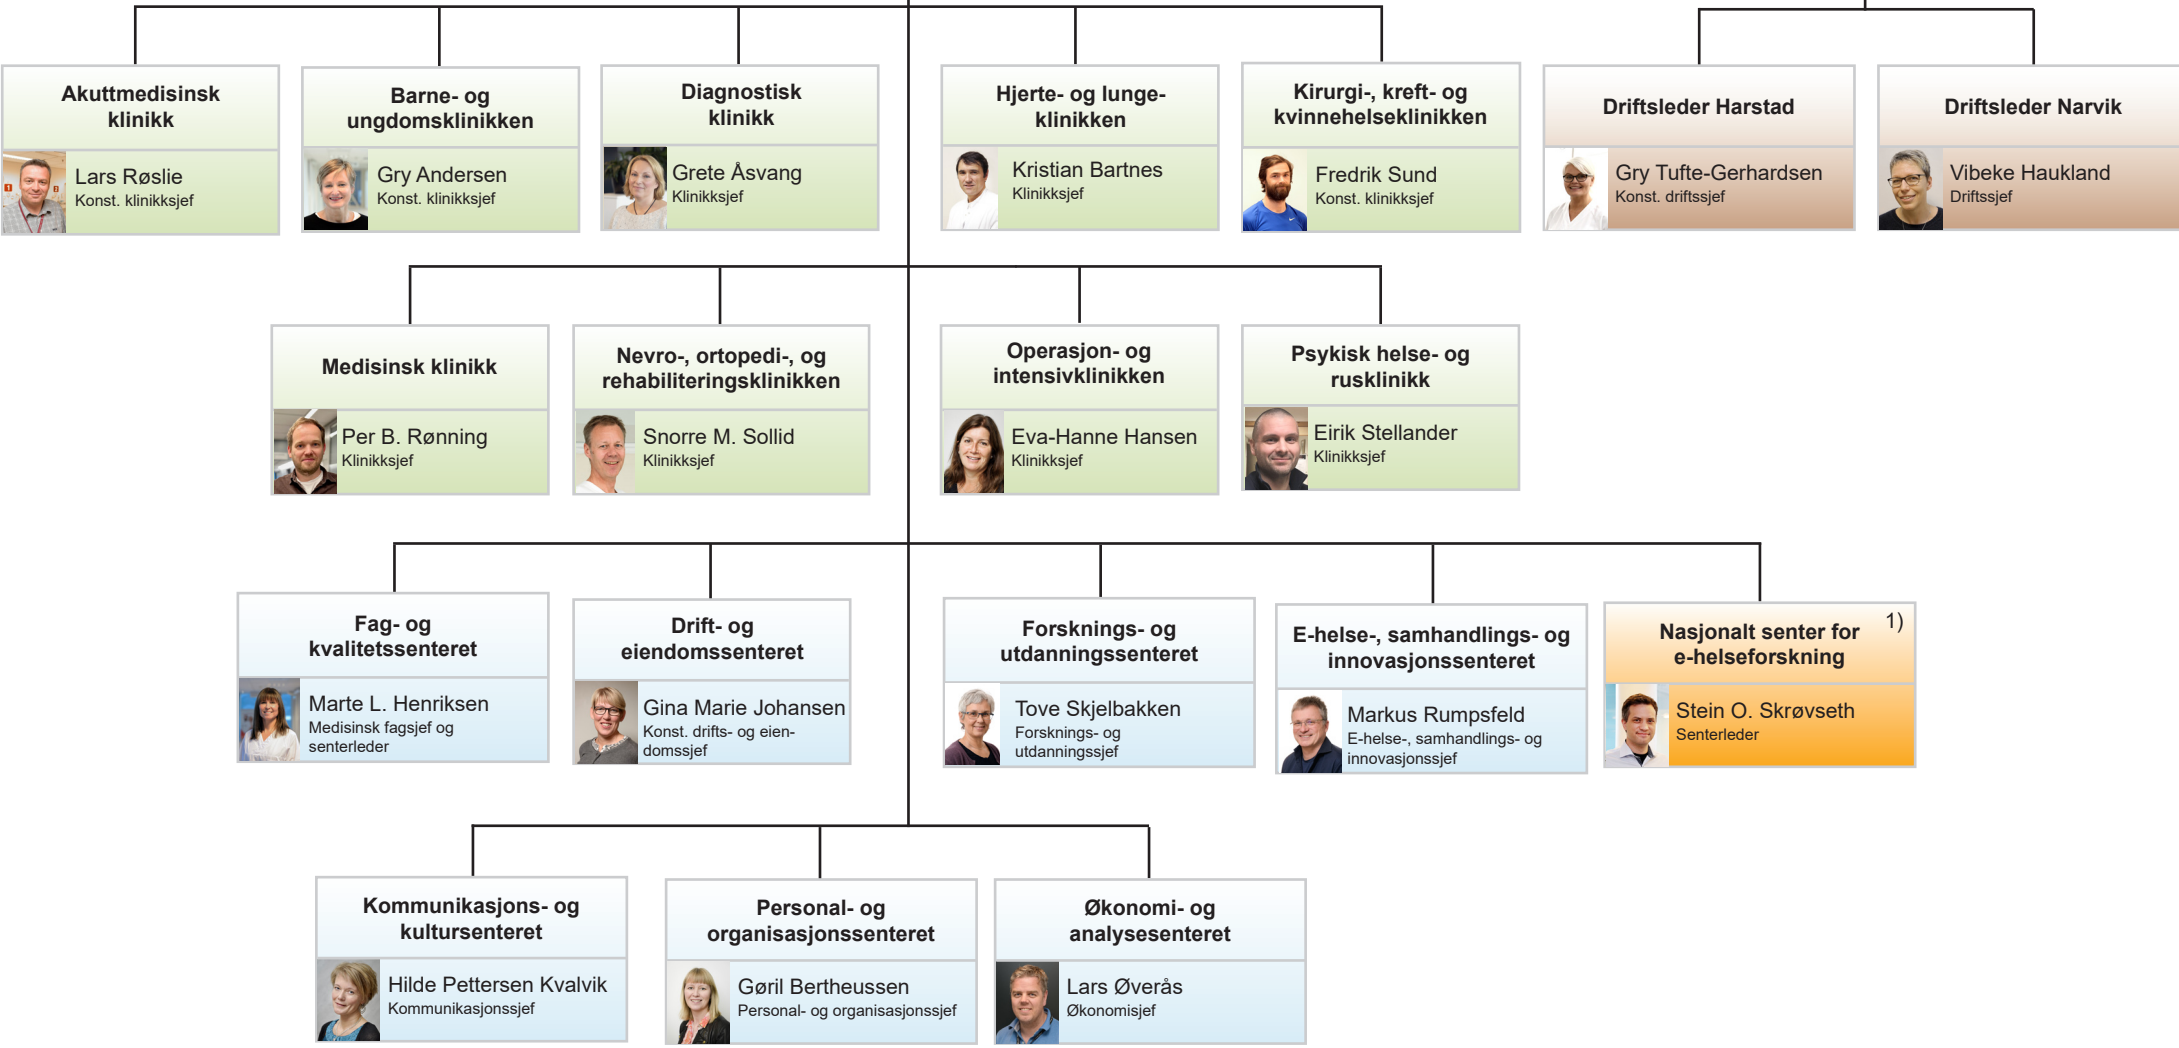 Akuttmedisinsk
klinikk
Lars Røslie
Konst. klinikksjef
Barne- og
ungdomsklinikken
Gry Andersen
Konst. klinikksjef
Diagnostisk
klinikk
Grete Åsvang
Klinikksjef
Hjerte- og lunge-
klinikken
Kristian Bartnes
Klinikksjef
Kirurgi-, kreft- og
kvinnehelseklinikken
Fredrik Sund
Konst. klinikksjef
Driftsleder Harstad
Gry Tufte-Gerhardsen
Konst. driftssjef
Driftsleder Narvik
Vibeke Haukland
Driftssjef
Medisinsk klinikk
Per B. Rønning
Klinikksjef
Nevro-, ortopedi-, og
rehabiliteringsklinikken
Snorre M. Sollid
Klinikksjef
Operasjon- og
intensivklinikken
Eva-Hanne Hansen
Klinikksjef
Psykisk helse- og
rusklinikk
Eirik Stellander
Klinikksjef
Fag- og
kvalitetssenteret
Marte L. Henriksen
Medisinsk fagsjef og
senterleder
Drift- og
eiendomssenteret
Gina Marie Johansen
Konst. drifts- og eien-
domssjef
Forsknings- og
utdanningssenteret
Tove Skjelbakken
Forsknings- og
utdanningssjef
E-helse-, samhandlings- og
innovasjonssenteret
Markus Rumpsfeld
E-helse-, samhandlings- og
innovasjonssjef
Nasjonalt senter for 1)
e-helseforskning
Stein O. Skrøvseth
Senterleder
Kommunikasjons- og
kultursenteret
Hilde Pettersen Kvalvik
Kommunikasjonssjef
Personal- og
organisasjonssenteret
Gøril Bertheussen
Personal- og organisasjonssjef
Økonomi- og
analysesenteret
Lars Øverås
Økonomisjef